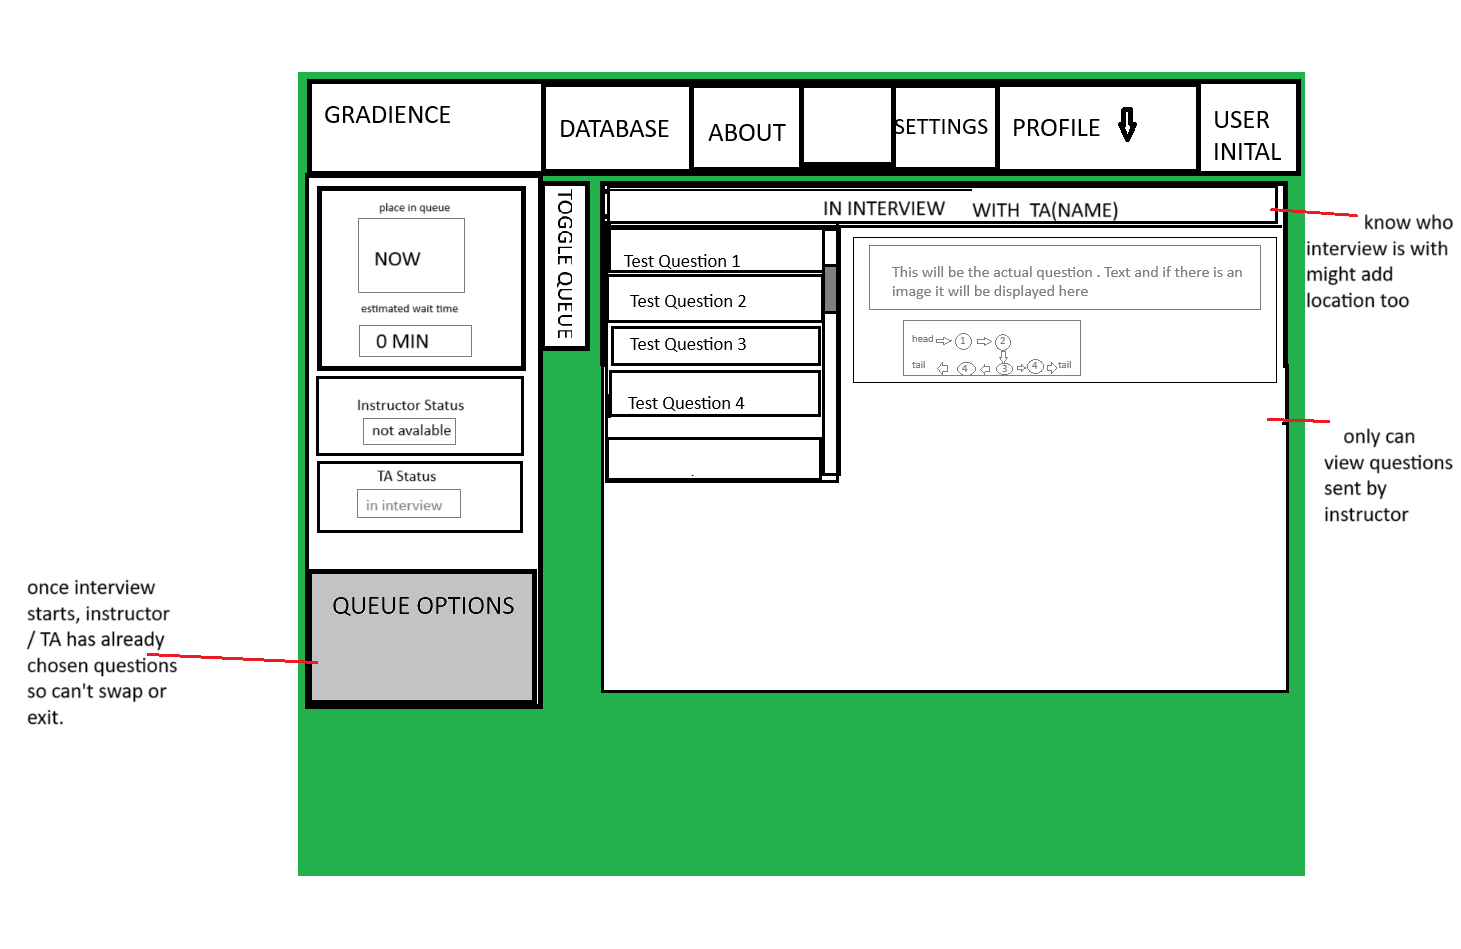 GRADIENCE
DATABASE
ABOUT
SETTINGS
PROFILE
USER
INITAL
place in queue
NOW
estimated wait time
0 MIN
Instructor Status
not avalable
TA Status
in interview
QUEUE OPTIONS
TOGGLE QUEUE
IN INTERVIEW WITH TA(NAME)
Test Question 1
Test Question 2
Test Question 3
Test Question 4
This will be the actual question . Text and if there is an
image it will be displayed here
head 1 2
tail 4 3 4 tail
know who
interview is with
might add
location too
only can
view questions
sent by
instructor
once interview
starts, instructor
/ TA has already
chosen questions
so can't swap or
exit.